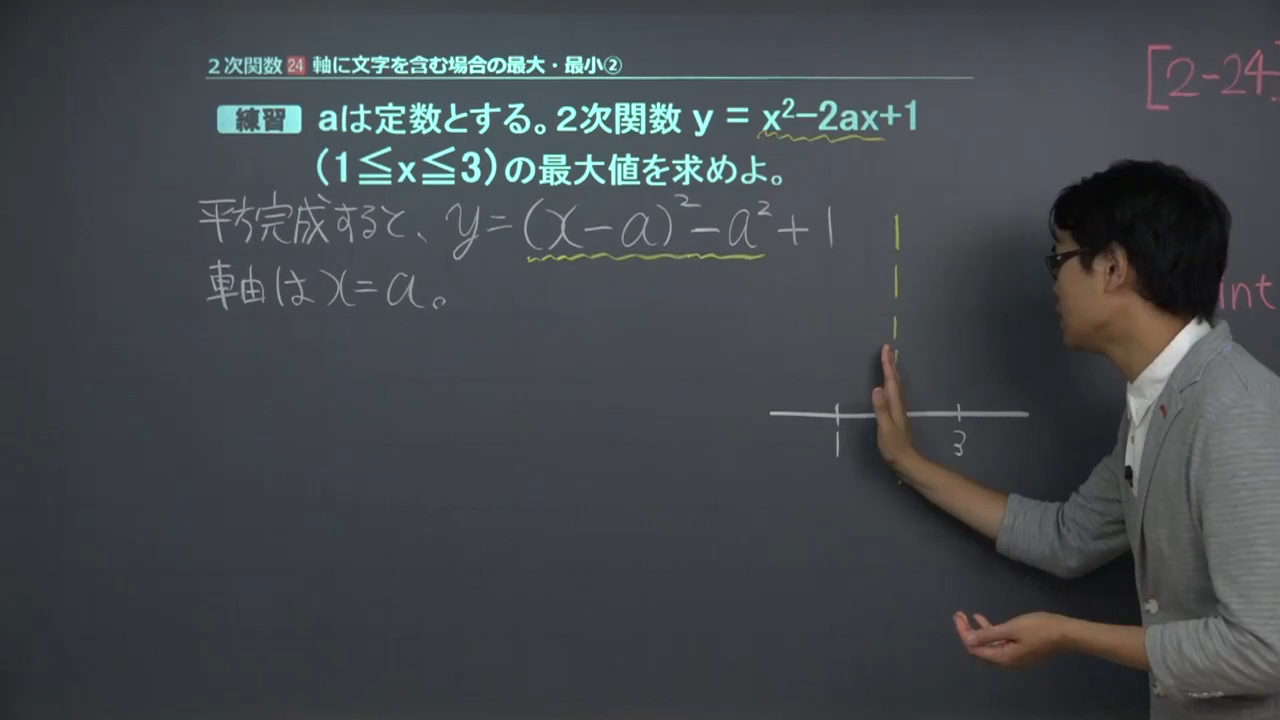 2次関数 24 軸に文字を含む場合の最大・最小②
[2-24]
練習 aは定数とする。2次関数 y = x²−2ax+1
(1≦x≦3)の最大値を求めよ。
平方完成すると、y=(x−a)²−a²+1
軸は x=a。
int
1 3